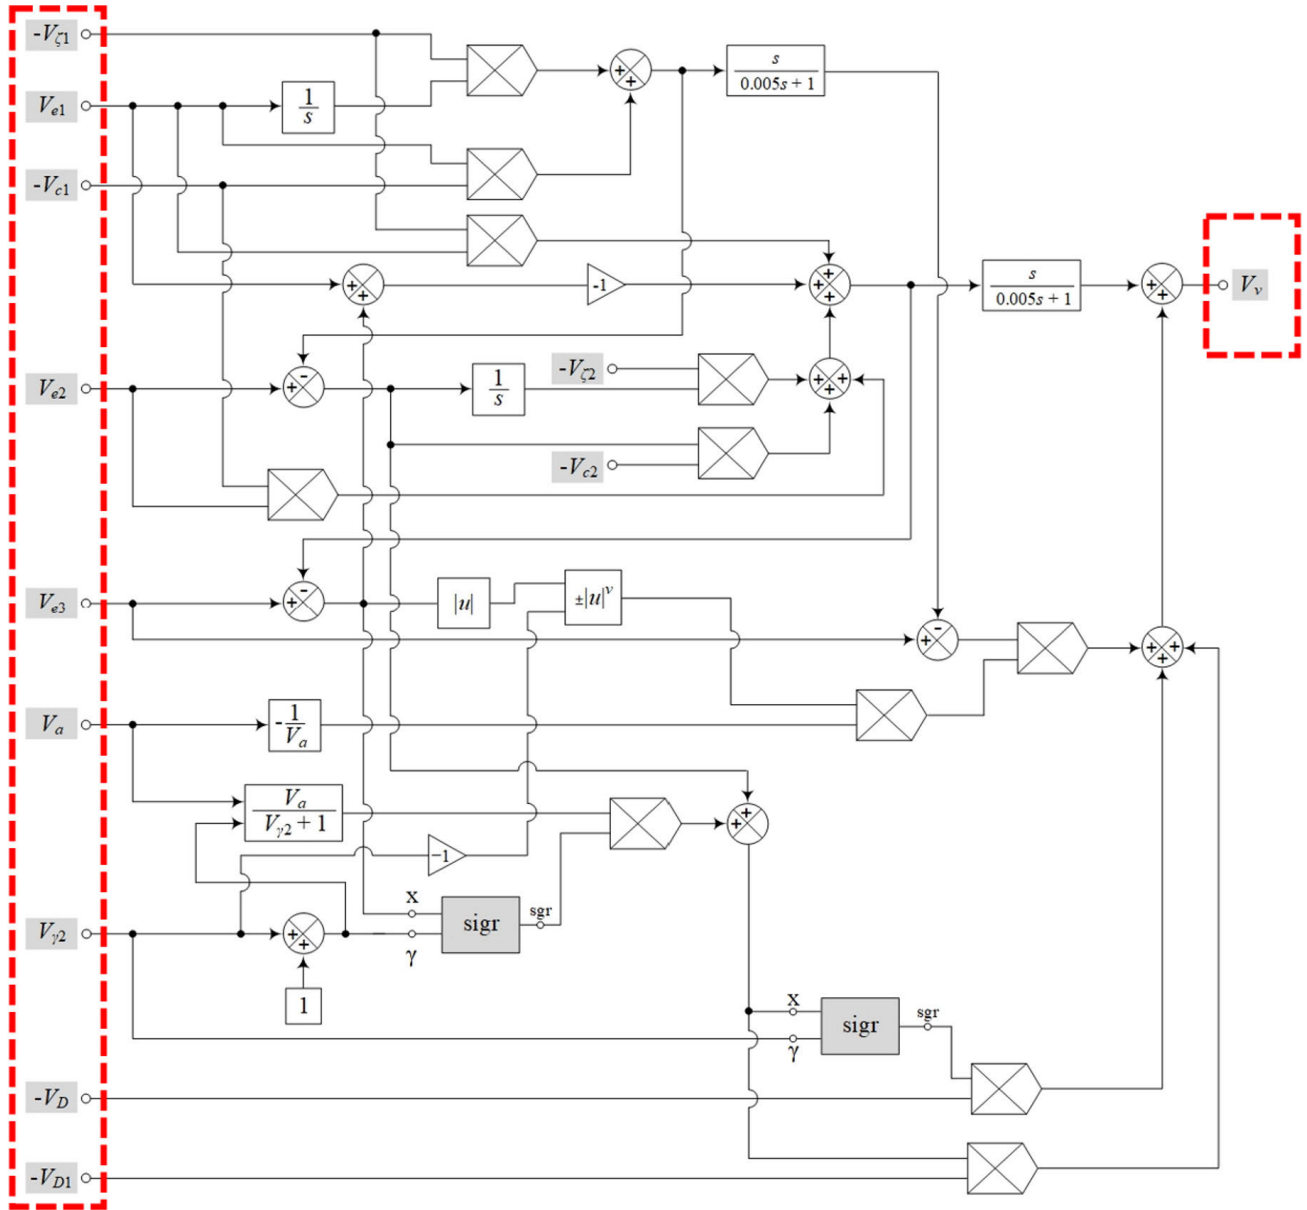 -Vζ1
s
0.005s + 1
Ve1
1
s
-Vc1
-1
s
0.005s + 1
Vv
Ve2
1
s
-Vζ2
-Vc2
Ve3
|u|
±|u|^v
Va
- 1
Va
Va
Vγ2 + 1
-1
x
sigr
sgr
γ
Vγ2
1
x
sigr
sgr
γ
-VD
-VD1